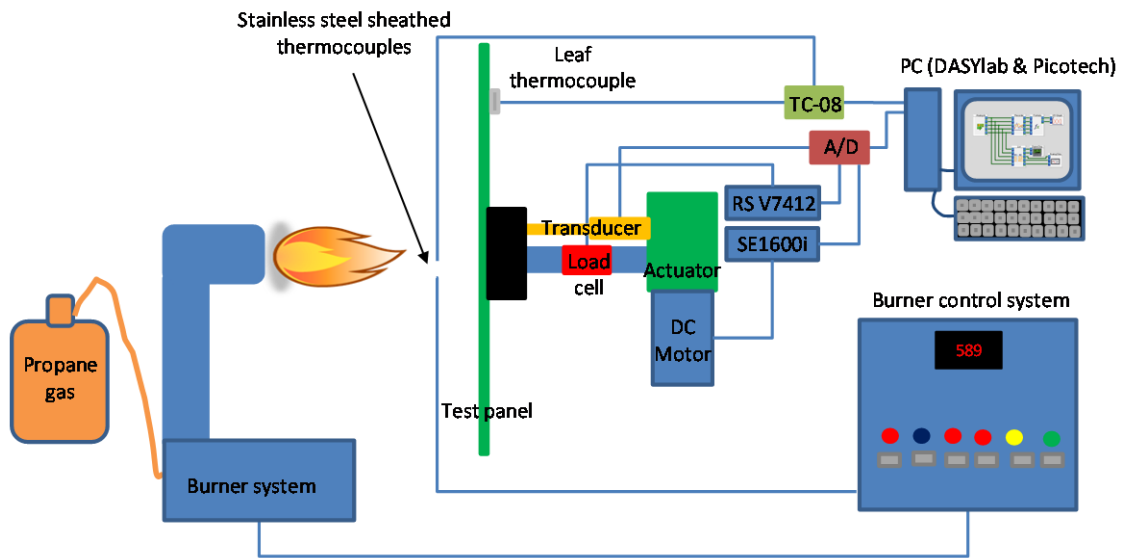 Stainless steel sheathed
thermocouples
Leaf
thermocouple
PC (DASYlab & Picotech)
TC-08
A/D
RS V7412
Transducer
SE1600i
Load
cell
Actuator
Burner control system
DC
Motor
589
Propane
gas
Test panel
Burner system